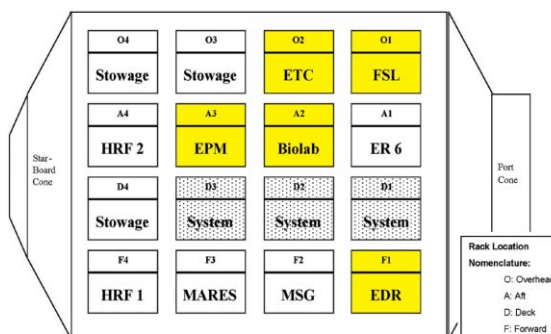 O4 O3 O2 O1
Stowage Stowage ETC FSL
A4 A3 A2 A1
HRF 2 EPM Biolab ER 6
Star-
Board
Cone
Port
Cone
D4 D3 D2 D1
Stowage System System System
F4 F3 F2 F1
HRF 1 MARES MSG EDR
Rack Location
Nomenclature:
O: Overhead
A: Aft
D: Deck
F: Forward